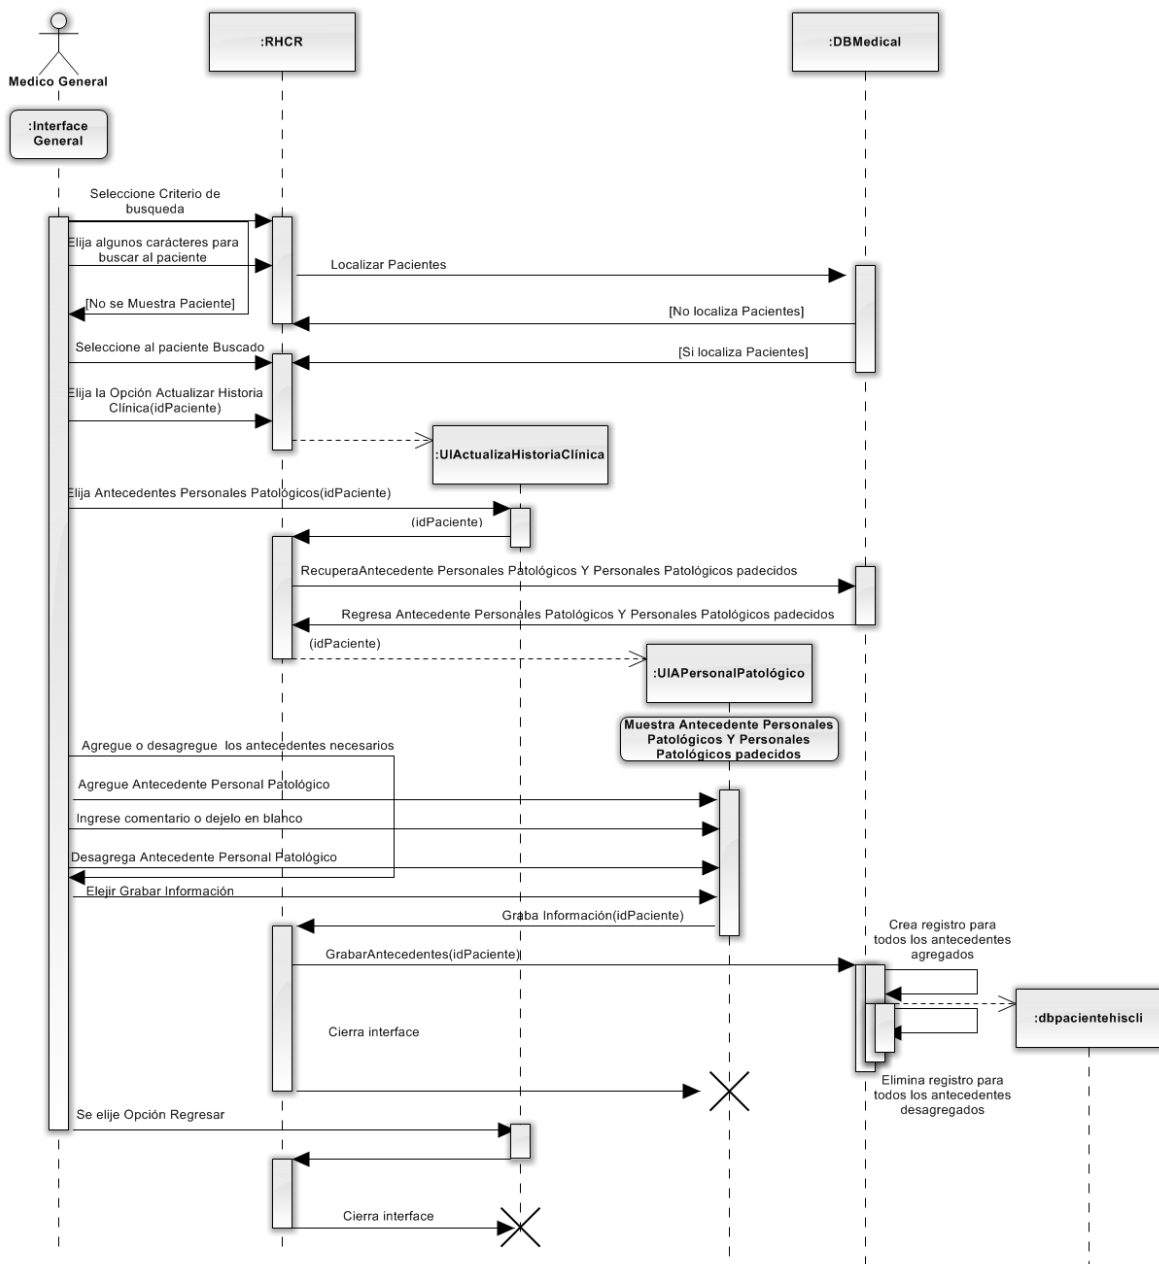 :RHCR
:DBMedical
Medico General
:Interface
General
Seleccione Criterio de
busqueda
Elija algunos carácteres para
buscar al paciente
Localizar Pacientes
[No se Muestra Paciente]
[No localiza Pacientes]
Seleccione al paciente Buscado
[Si localiza Pacientes]
Elija la Opción Actualizar Historia
Clínica(idPaciente)
:UIActualizaHistoriaClínica
Elija Antecedentes Personales Patológicos(idPaciente)
(idPaciente)
RecuperaAntecedente Personales Patológicos Y Personales Patológicos padecidos
Regresa Antecedente Personales Patológicos Y Personales Patológicos padecidos
(idPaciente)
:UIAPersonalPatológico
Muestra Antecedente Personales
Patológicos Y Personales
Patológicos padecidos
Agregue o desagregue  los antecedentes necesarios
Agregue Antecedente Personal Patológico
Ingrese comentario o dejelo en blanco
Desagrega Antecedente Personal Patológico
Elejir Grabar Información
Graba Información(idPaciente)
Crea registro para
todos los antecedentes
agregados
GrabarAntecedentes(idPaciente)
:dbpacientehiscli
Cierra interface
Elimina registro para
todos los antecedentes
desagregados
Se elije Opción Regresar
Cierra interface